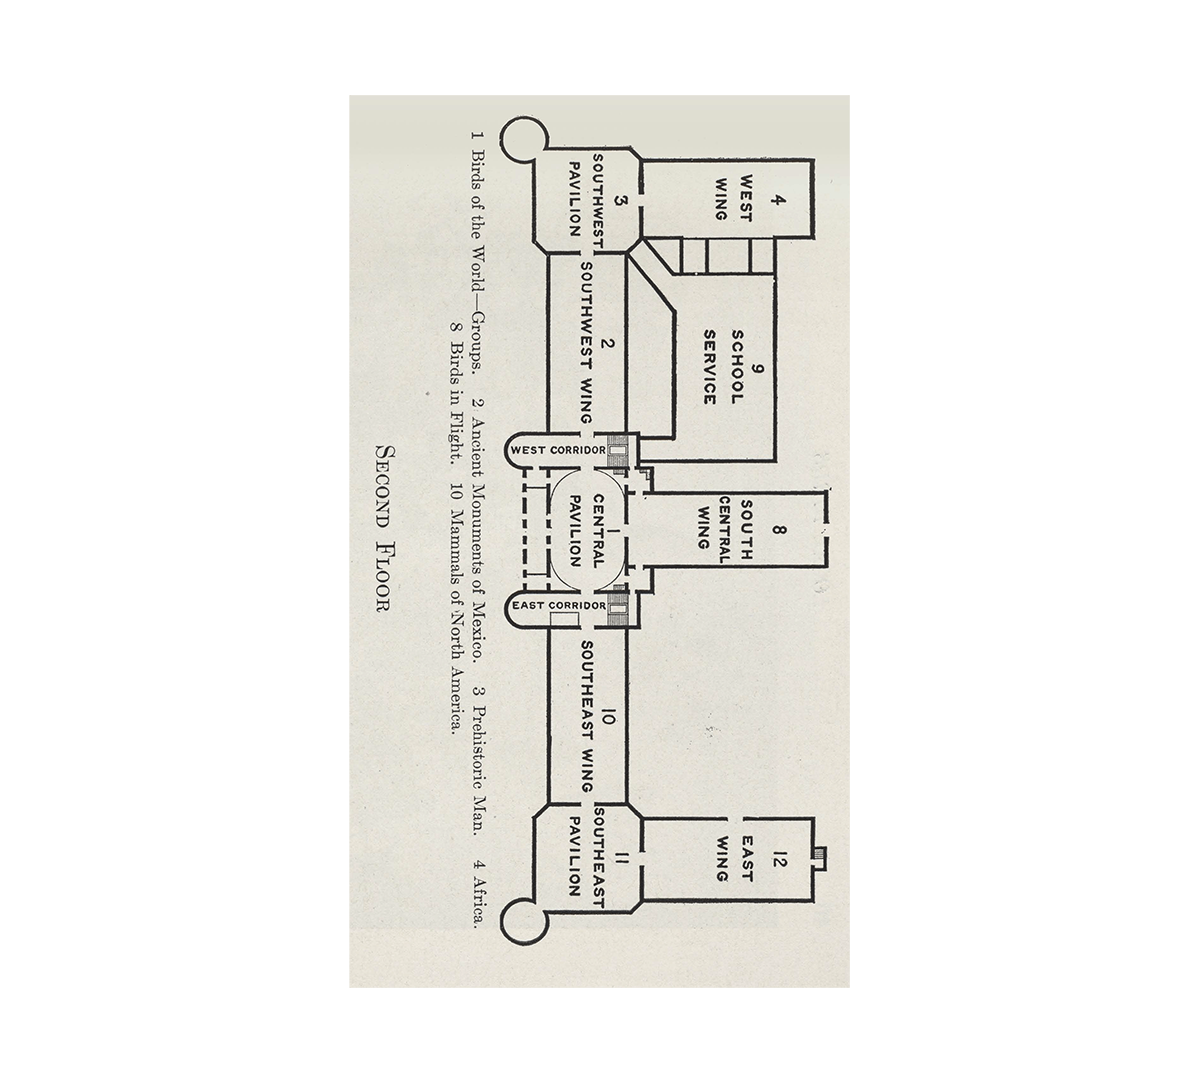 4
WEST
WING
9
SCHOOL
SERVICE
8
SOUTH
CENTRAL
WING
12
EAST
WING
3
SOUTHWEST
PAVILION
2
SOUTHWEST WING
WEST CORRIDOR
1
CENTRAL
PAVILION
EAST CORRIDOR
10
SOUTHEAST WING
11
SOUTHEAST
PAVILION
1 Birds of the World—Groups. 2 Ancient Monuments of Mexico. 3 Prehistoric Man. 4 Africa.
8 Birds in Flight. 10 Mammals of North America.
SECOND FLOOR